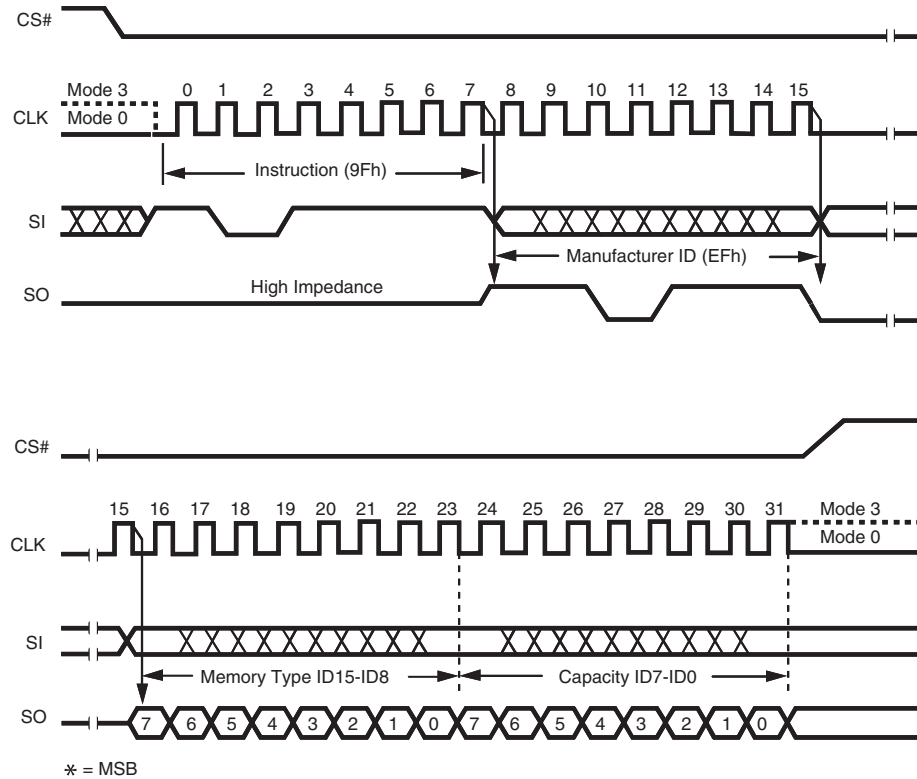 CS#
Mode 3
0 1 2 3 4 5 6 7 8 9 10 11 12 13 14 15
CLK
Mode 0
Instruction (9Fh)
SI
Manufacturer ID (EFh)
High Impedance
SO
CS#
15 16 17 18 19 20 21 22 23 24 25 26 27 28 29 30 31
Mode 3
CLK
Mode 0
SI
Memory Type ID15-ID8
Capacity ID7-ID0
SO
7 6 5 4 3 2 1 0 7 6 5 4 3 2 1 0
* = MSB